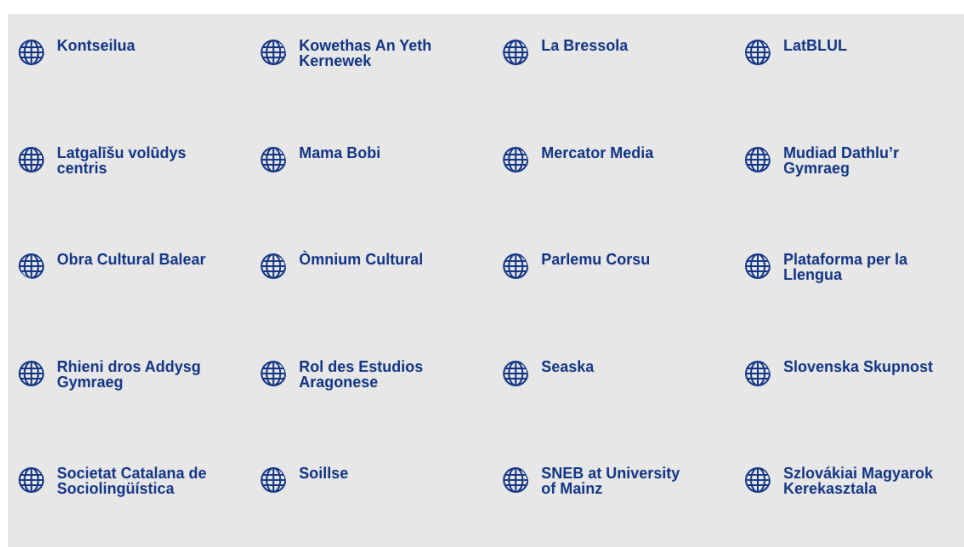 Kontseilua
Kowethas An Yeth
Kernewek
La Bressola
LatBLUL
Latgalīšu volūdys
centris
Mama Bobi
Mercator Media
Mudiad Dathlu’r
Gymraeg
Obra Cultural Balear
Òmnium Cultural
Parlemu Corsu
Plataforma per la
Llengua
Rhieni dros Addysg
Gymraeg
Rol des Estudios
Aragonese
Seaska
Slovenska Skupnost
Societat Catalana de
Sociolingüística
Soillse
SNEB at University
of Mainz
Szlovákiai Magyarok
Kerekasztala